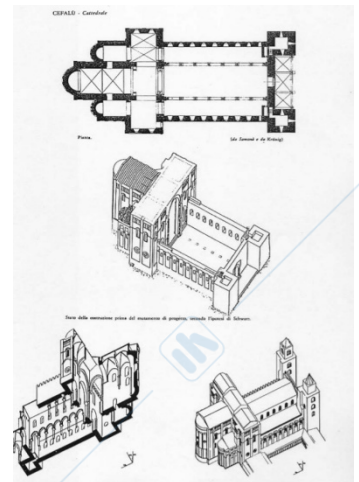 CEFALÙ - Cattedrale
Pianta.
(da Samonà e da Krönig).
Stato della costruzione prima del mutamento di progetto, secondo l'ipotesi di Schwarz.